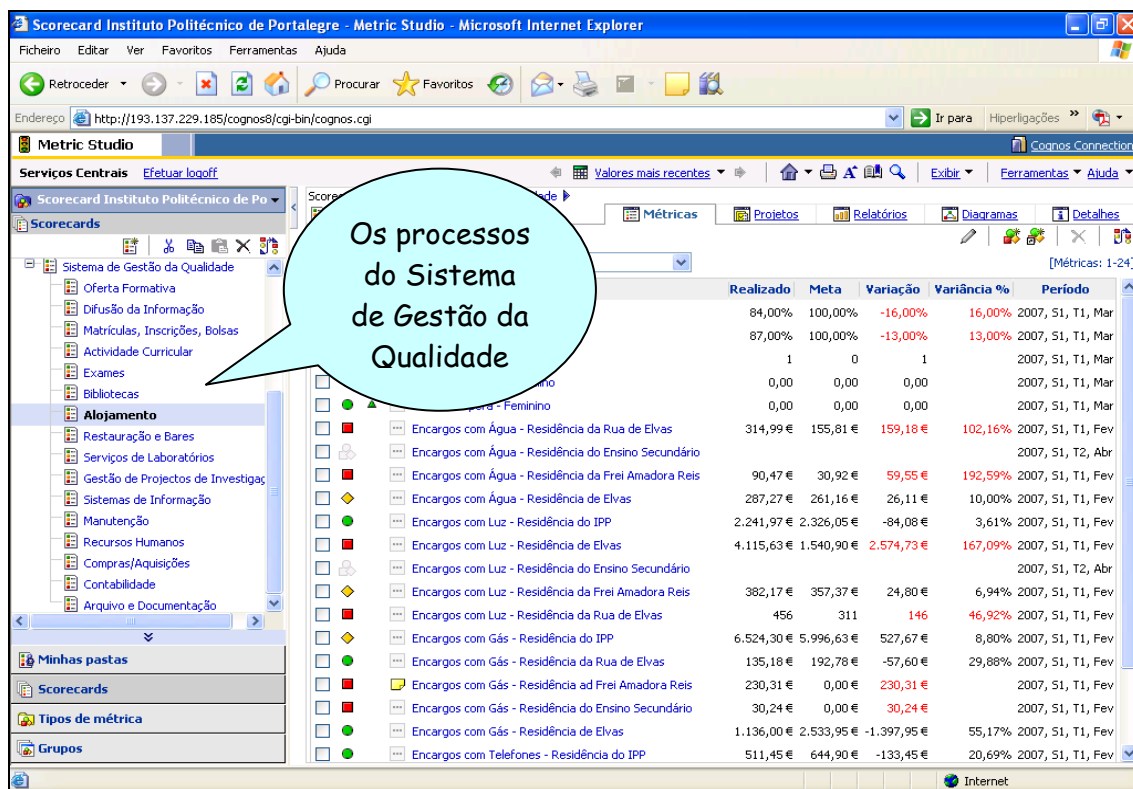 Scorecard Instituto Politécnico de Portalegre - Metric Studio - Microsoft Internet Explorer
Ficheiro Editar Ver Favoritos Ferramentas Ajuda
Retroceder Procurar Favoritos
Endereço http://193.137.229.185/cognos8/cgi-bin/cognos.cgi Ir para Hiperligações »
Metric Studio Cognos Connection
Serviços Centrais Efetuar logoff Valores mais recentes Exibir Ferramentas Ajuda
Scorecard Instituto Politécnico de Po
Scorecards
Sistema de Gestão da Qualidade
Oferta Formativa
Difusão da Informação
Matrículas, Inscrições, Bolsas
Actividade Curricular
Exames
Bibliotecas
Alojamento
Restauração e Bares
Serviços de Laboratórios
Gestão de Projectos de Investigaç
Sistemas de Informação
Manutenção
Recursos Humanos
Compras/Aquisições
Contabilidade
Arquivo e Documentação
Minhas pastas
Scorecards
Tipos de métrica
Grupos
Os processos
do Sistema
de Gestão da
Qualidade
Métricas Projetos Relatórios Diagramas Detalhes
[Métricas: 1-24]
Realizado Meta Variação Variância % Período
84,00% 100,00% -16,00% 16,00% 2007, S1, T1, Mar
87,00% 100,00% -13,00% 13,00% 2007, S1, T1, Mar
1 0 1 2007, S1, T1, Mar
0,00 0,00 0,00 2007, S1, T1, Mar
- Feminino 0,00 0,00 0,00 2007, S1, T1, Mar
Encargos com Água - Residência da Rua de Elvas 314,99 € 155,81 € 159,18 € 102,16% 2007, S1, T1, Fev
Encargos com Água - Residência do Ensino Secundário 2007, S1, T2, Abr
Encargos com Água - Residência da Frei Amadora Reis 90,47 € 30,92 € 59,55 € 192,59% 2007, S1, T1, Fev
Encargos com Água - Residência de Elvas 287,27 € 261,16 € 26,11 € 10,00% 2007, S1, T1, Fev
Encargos com Luz - Residência do IPP 2.241,97 € 2.326,05 € -84,08 € 3,61% 2007, S1, T1, Fev
Encargos com Luz - Residência de Elvas 4.115,63 € 1.540,90 € 2.574,73 € 167,09% 2007, S1, T1, Fev
Encargos com Luz - Residência do Ensino Secundário 2007, S1, T2, Abr
Encargos com Luz - Residência da Frei Amadora Reis 382,17 € 357,37 € 24,80 € 6,94% 2007, S1, T1, Fev
Encargos com Luz - Residência da Rua de Elvas 456 311 146 46,92% 2007, S1, T1, Fev
Encargos com Gás - Residência do IPP 6.524,30 € 5.996,63 € 527,67 € 8,80% 2007, S1, T1, Fev
Encargos com Gás - Residência da Rua de Elvas 135,18 € 192,78 € -57,60 € 29,88% 2007, S1, T1, Fev
Encargos com Gás - Residência ad Frei Amadora Reis 230,31 € 0,00 € 230,31 € 2007, S1, T1, Fev
Encargos com Gás - Residência do Ensino Secundário 30,24 € 0,00 € 30,24 € 2007, S1, T1, Fev
Encargos com Gás - Residência de Elvas 1.136,00 € 2.533,95 € -1.397,95 € 55,17% 2007, S1, T1, Fev
Encargos com Telefones - Residência do IPP 511,45 € 644,90 € -133,45 € 20,69% 2007, S1, T1, Fev
Internet